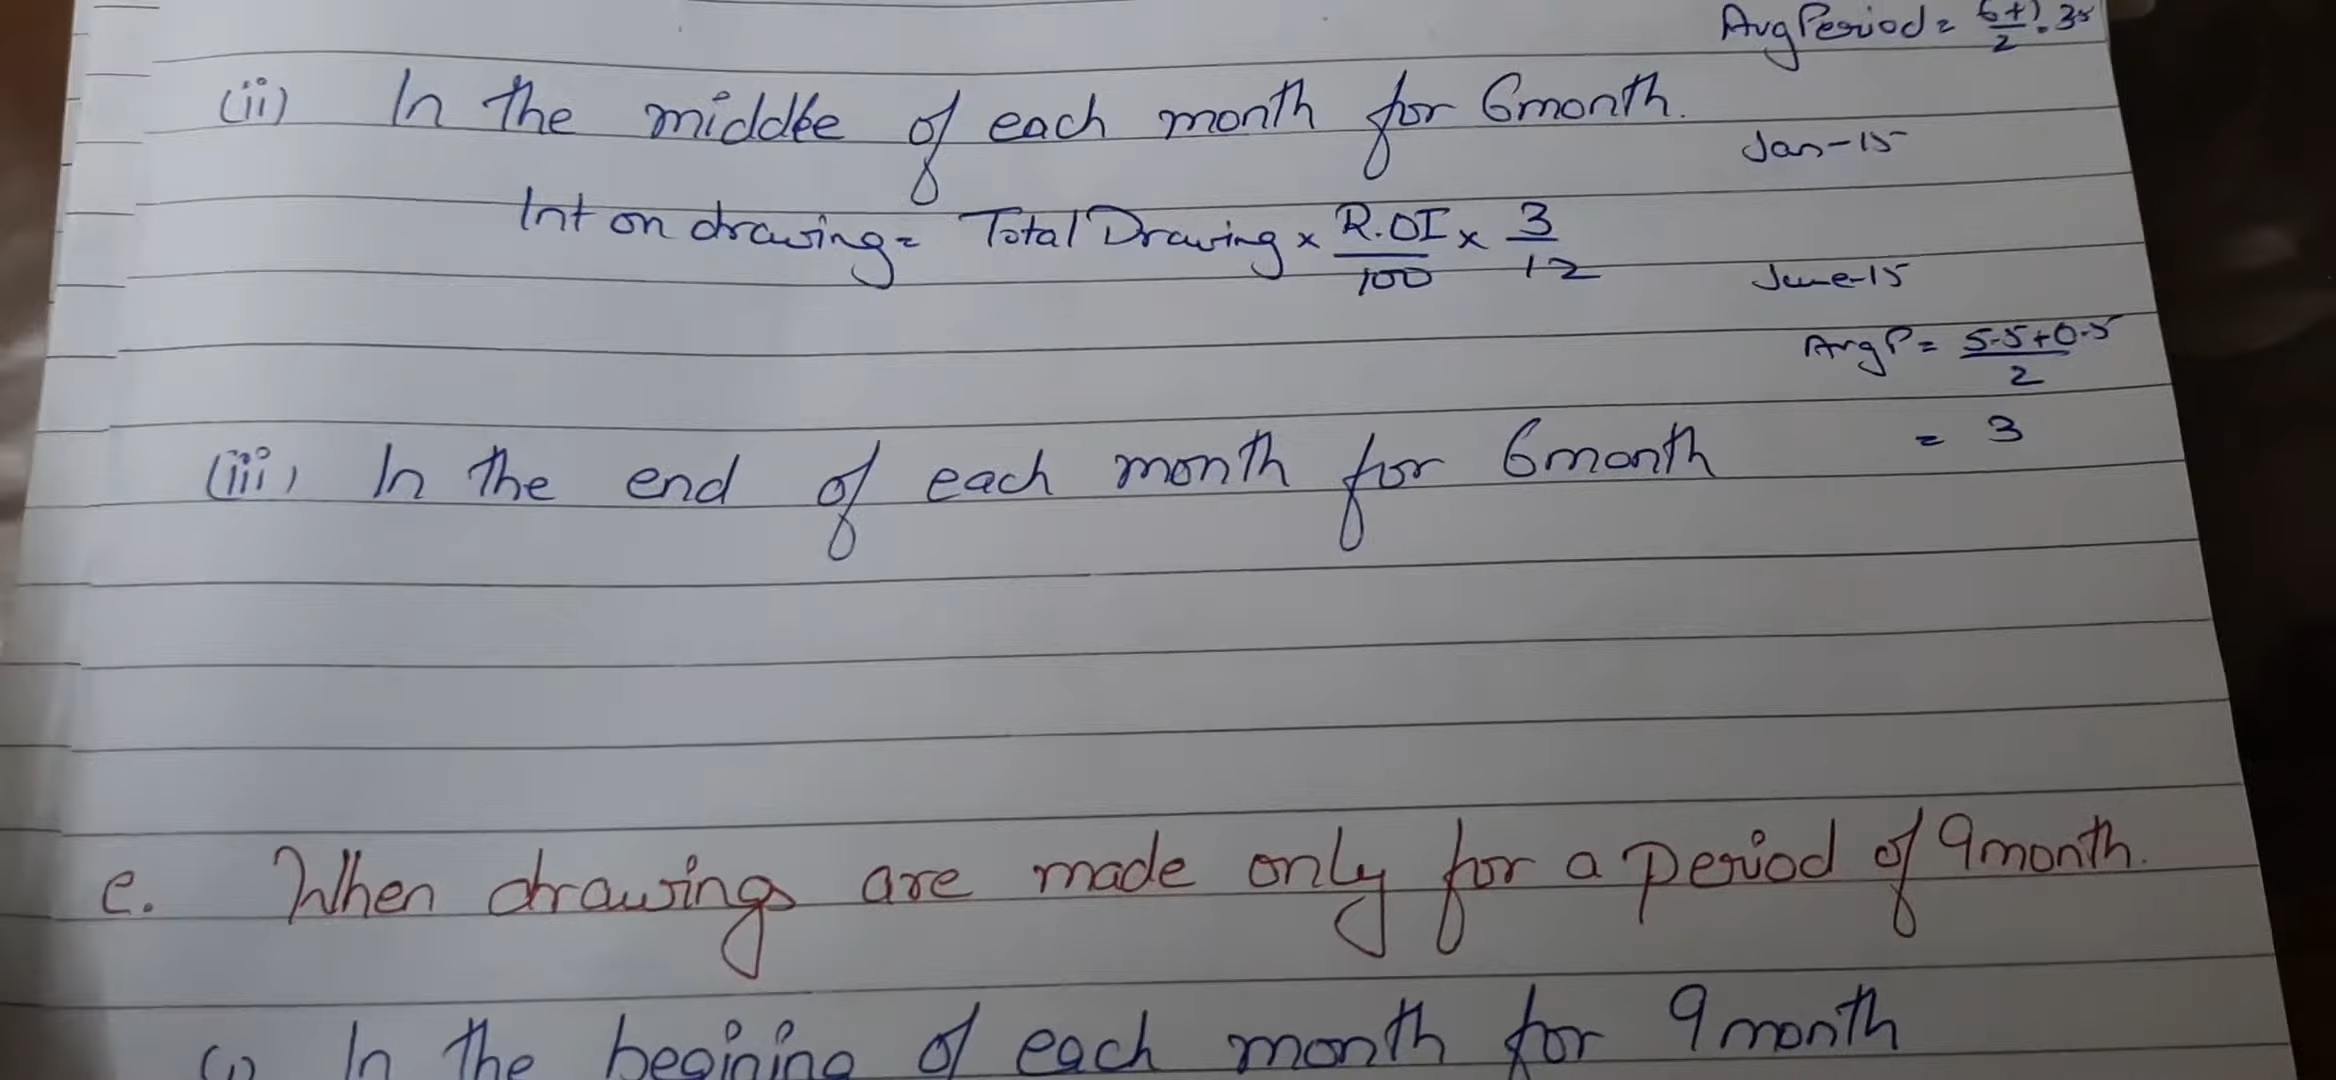 Avg Period = 6+1/2 = 3.5
(ii) In the middle of each month for 6month.
Jan-15
Int on drawing = Total Drawing × R.OI/100 × 3/12
June-15
Avg P = 5.5+0.5/2
= 3
(iii) In the end of each month for 6month
e. When drawings are made only for a period of 9month.
(i) In the begining of each month for 9month